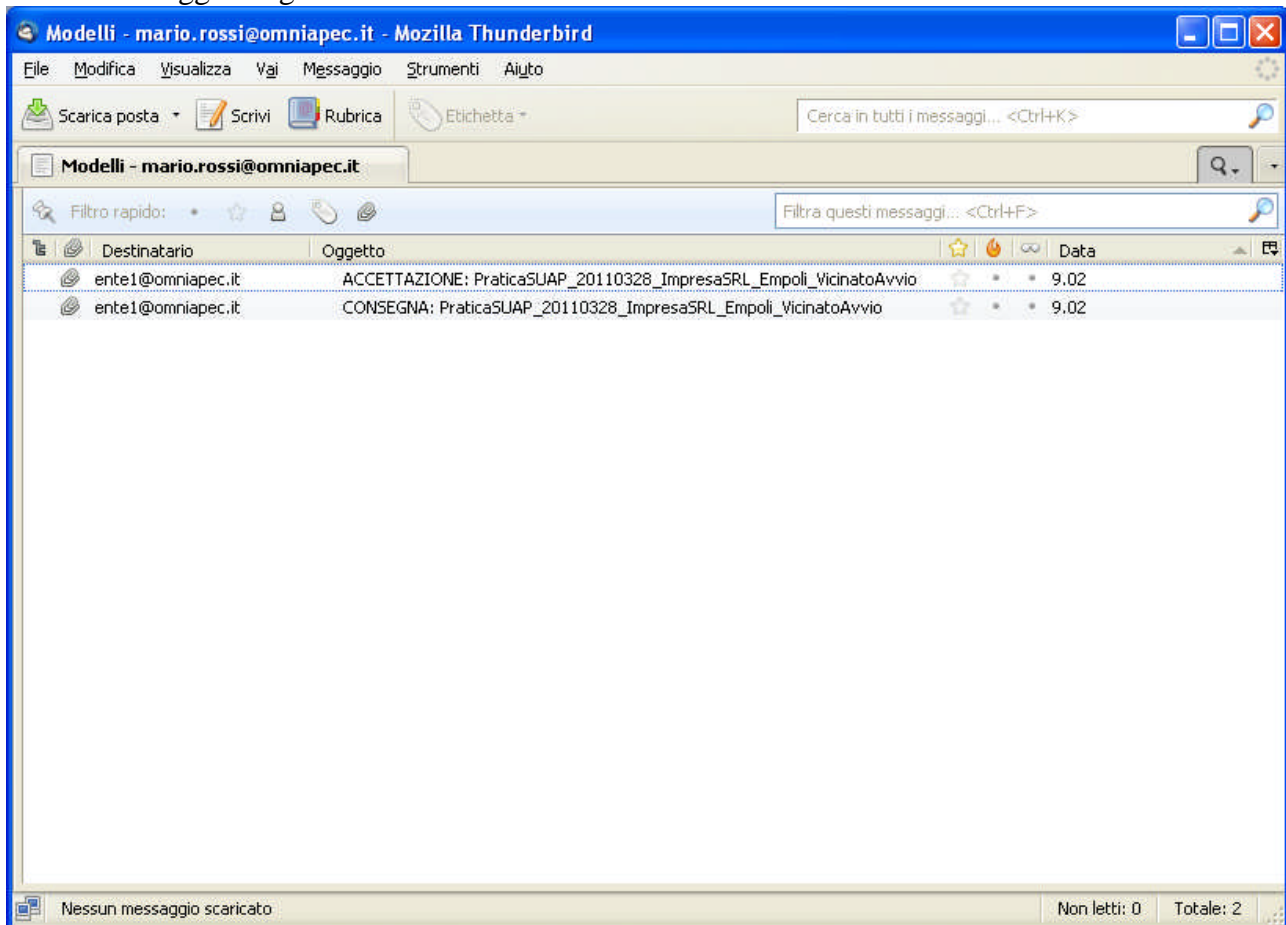 Modelli - mario.rossi@omniapec.it - Mozilla Thunderbird
File Modifica Visualizza Vai Messaggio Strumenti Aiuto
Scarica posta Scrivi Rubrica Etichetta Cerca in tutti i messaggi... <Ctrl+K>
Modelli - mario.rossi@omniapec.it
Filtro rapido: Filtra questi messaggi... <Ctrl+F>
Destinatario Oggetto Data
ente1@omniapec.it ACCETTAZIONE: PraticaSUAP_20110328_ImpresaSRL_Empoli_VicinatoAvvio 9.02
ente1@omniapec.it CONSEGNA: PraticaSUAP_20110328_ImpresaSRL_Empoli_VicinatoAvvio 9.02
Nessun messaggio scaricato Non letti: 0 Totale: 2